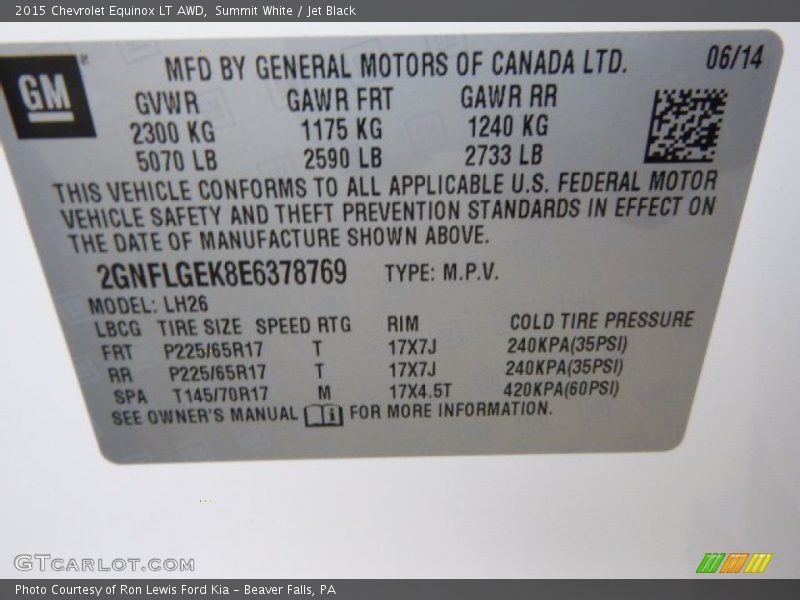 2015 Chevrolet Equinox LT AWD, Summit White / Jet Black
GM
MFD BY GENERAL MOTORS OF CANADA LTD. 06/14
GVWR GAWR FRT GAWR RR
2300 KG 1175 KG 1240 KG
5070 LB 2590 LB 2733 LB
THIS VEHICLE CONFORMS TO ALL APPLICABLE U.S. FEDERAL MOTOR
VEHICLE SAFETY AND THEFT PREVENTION STANDARDS IN EFFECT ON
THE DATE OF MANUFACTURE SHOWN ABOVE.
2GNFLGEK8E6378769 TYPE: M.P.V.
MODEL: LH26
LBCG TIRE SIZE SPEED RTG RIM COLD TIRE PRESSURE
FRT P225/65R17 T 17X7J 240KPA(35PSI)
RR P225/65R17 T 17X7J 240KPA(35PSI)
SPA T145/70R17 M 17X4.5T 420KPA(60PSI)
SEE OWNER'S MANUAL FOR MORE INFORMATION.
GTCARLOT.COM
Photo Courtesy of Ron Lewis Ford Kia - Beaver Falls, PA